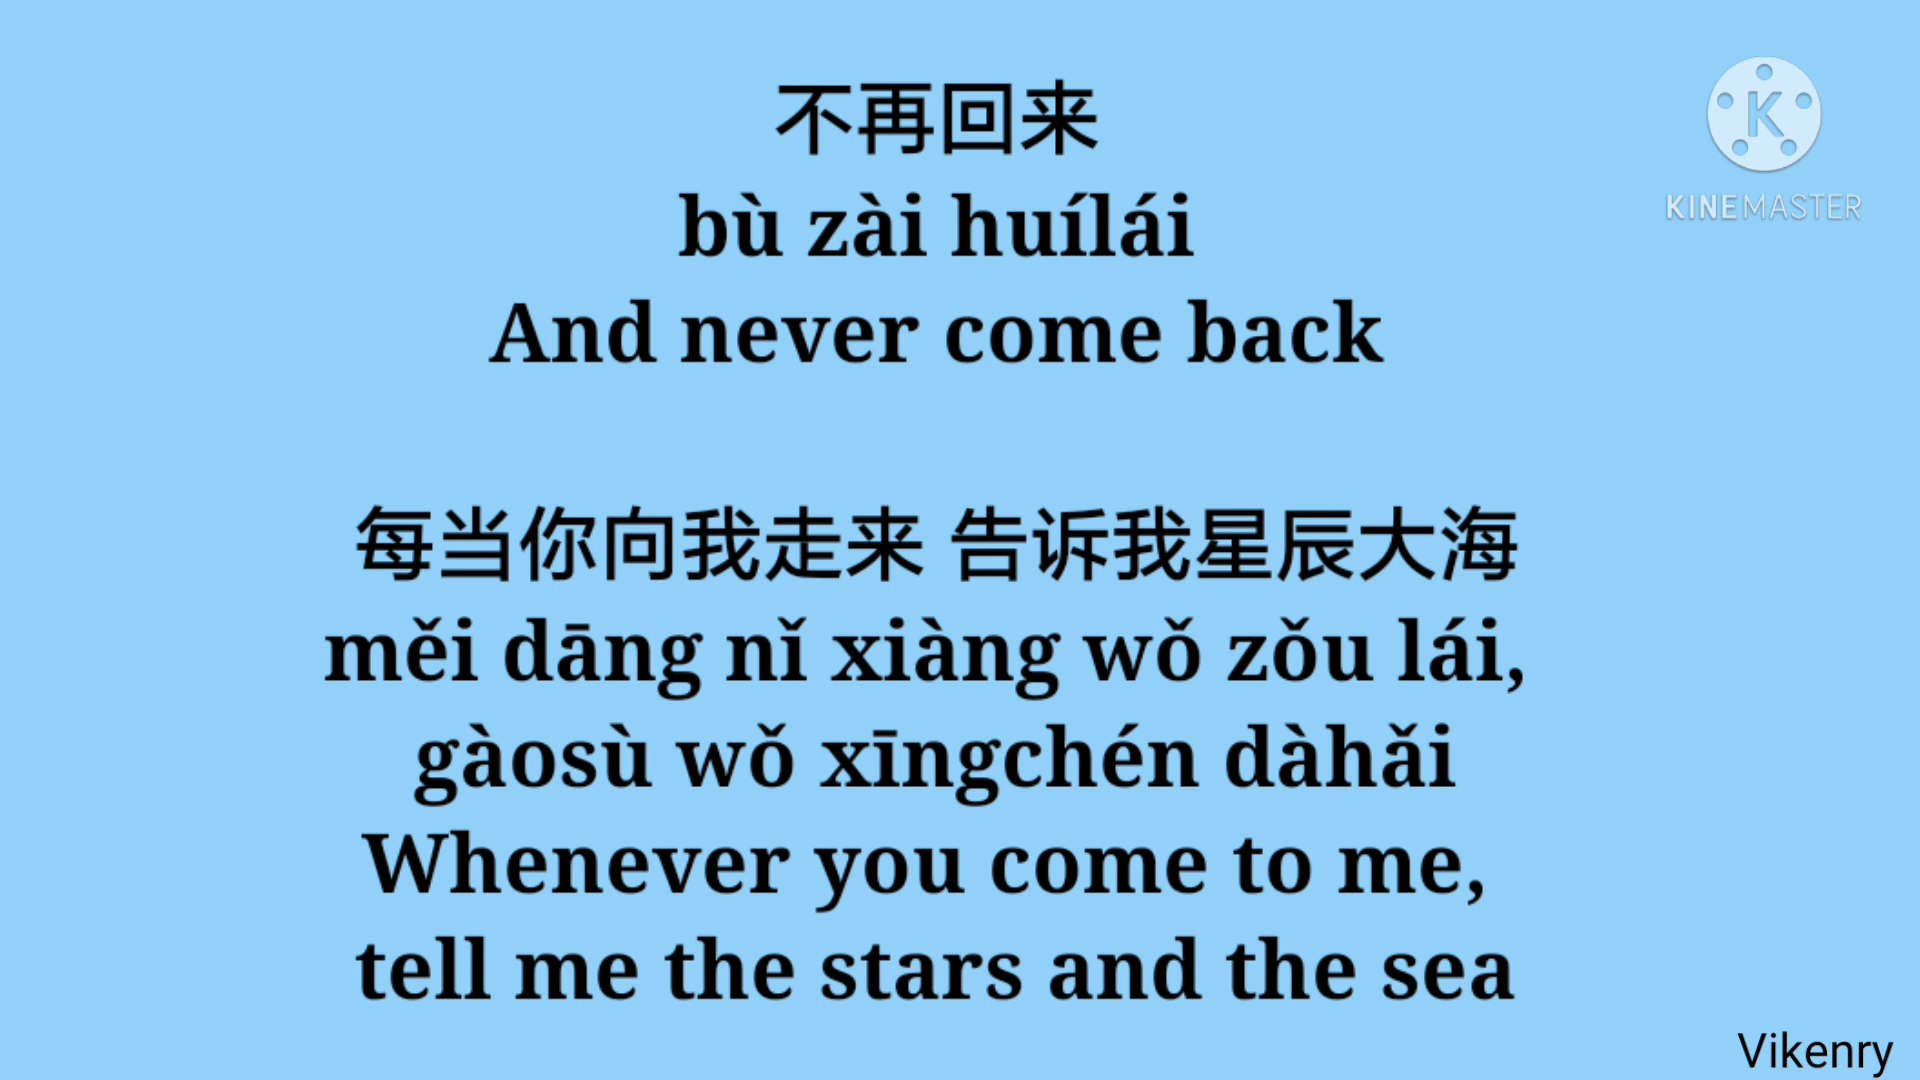 不再回来
bù zài huílái
And never come back
每当你向我走来 告诉我星辰大海
měi dāng nǐ xiàng wǒ zǒu lái,
gàosù wǒ xīngchén dàhǎi
Whenever you come to me,
tell me the stars and the sea
K
KINEMASTER
Vikenry